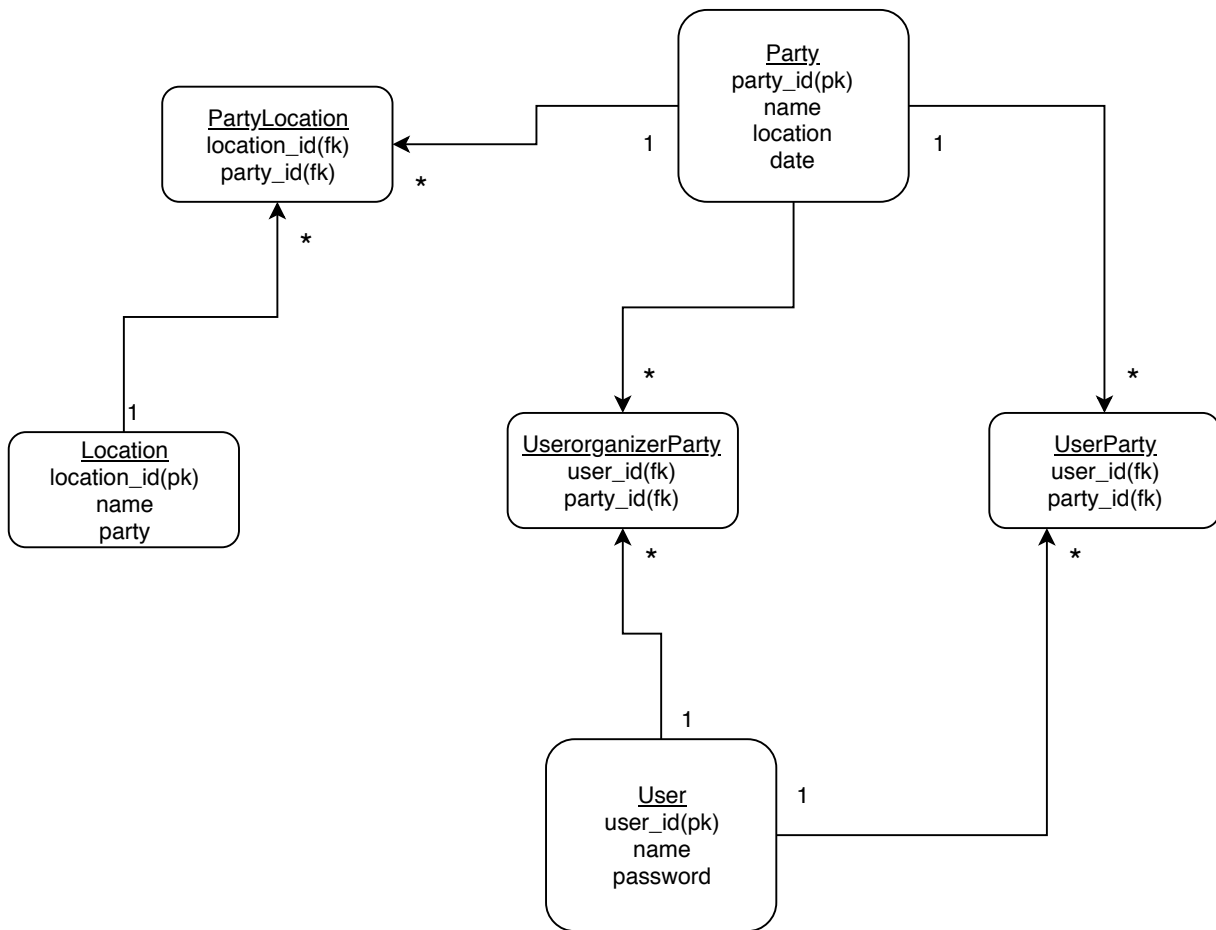 Party
party_id(pk)
name
location
date
PartyLocation
location_id(fk)
party_id(fk)
1
1
*
*
1
*
*
Location
location_id(pk)
name
party
UserorganizerParty
user_id(fk)
party_id(fk)
UserParty
user_id(fk)
party_id(fk)
*
*
1
1
User
user_id(pk)
name
password